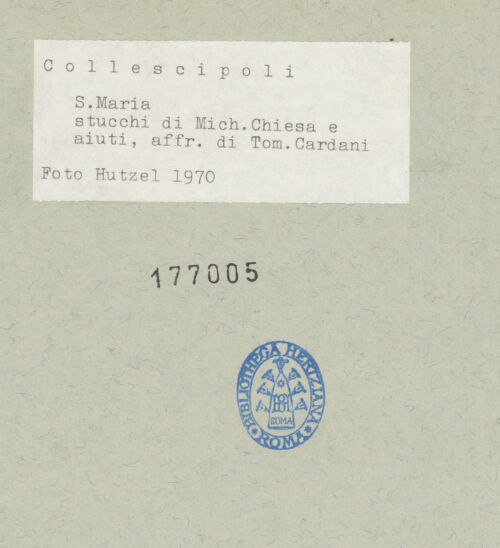 Collescipoli
S.Maria
stucchi di Mich.Chiesa e
aiuti, affr. di Tom.Cardani
Foto Hutzel 1970
177005
BIBLIOTHECA HERTZIANA
ROMA
ROMA